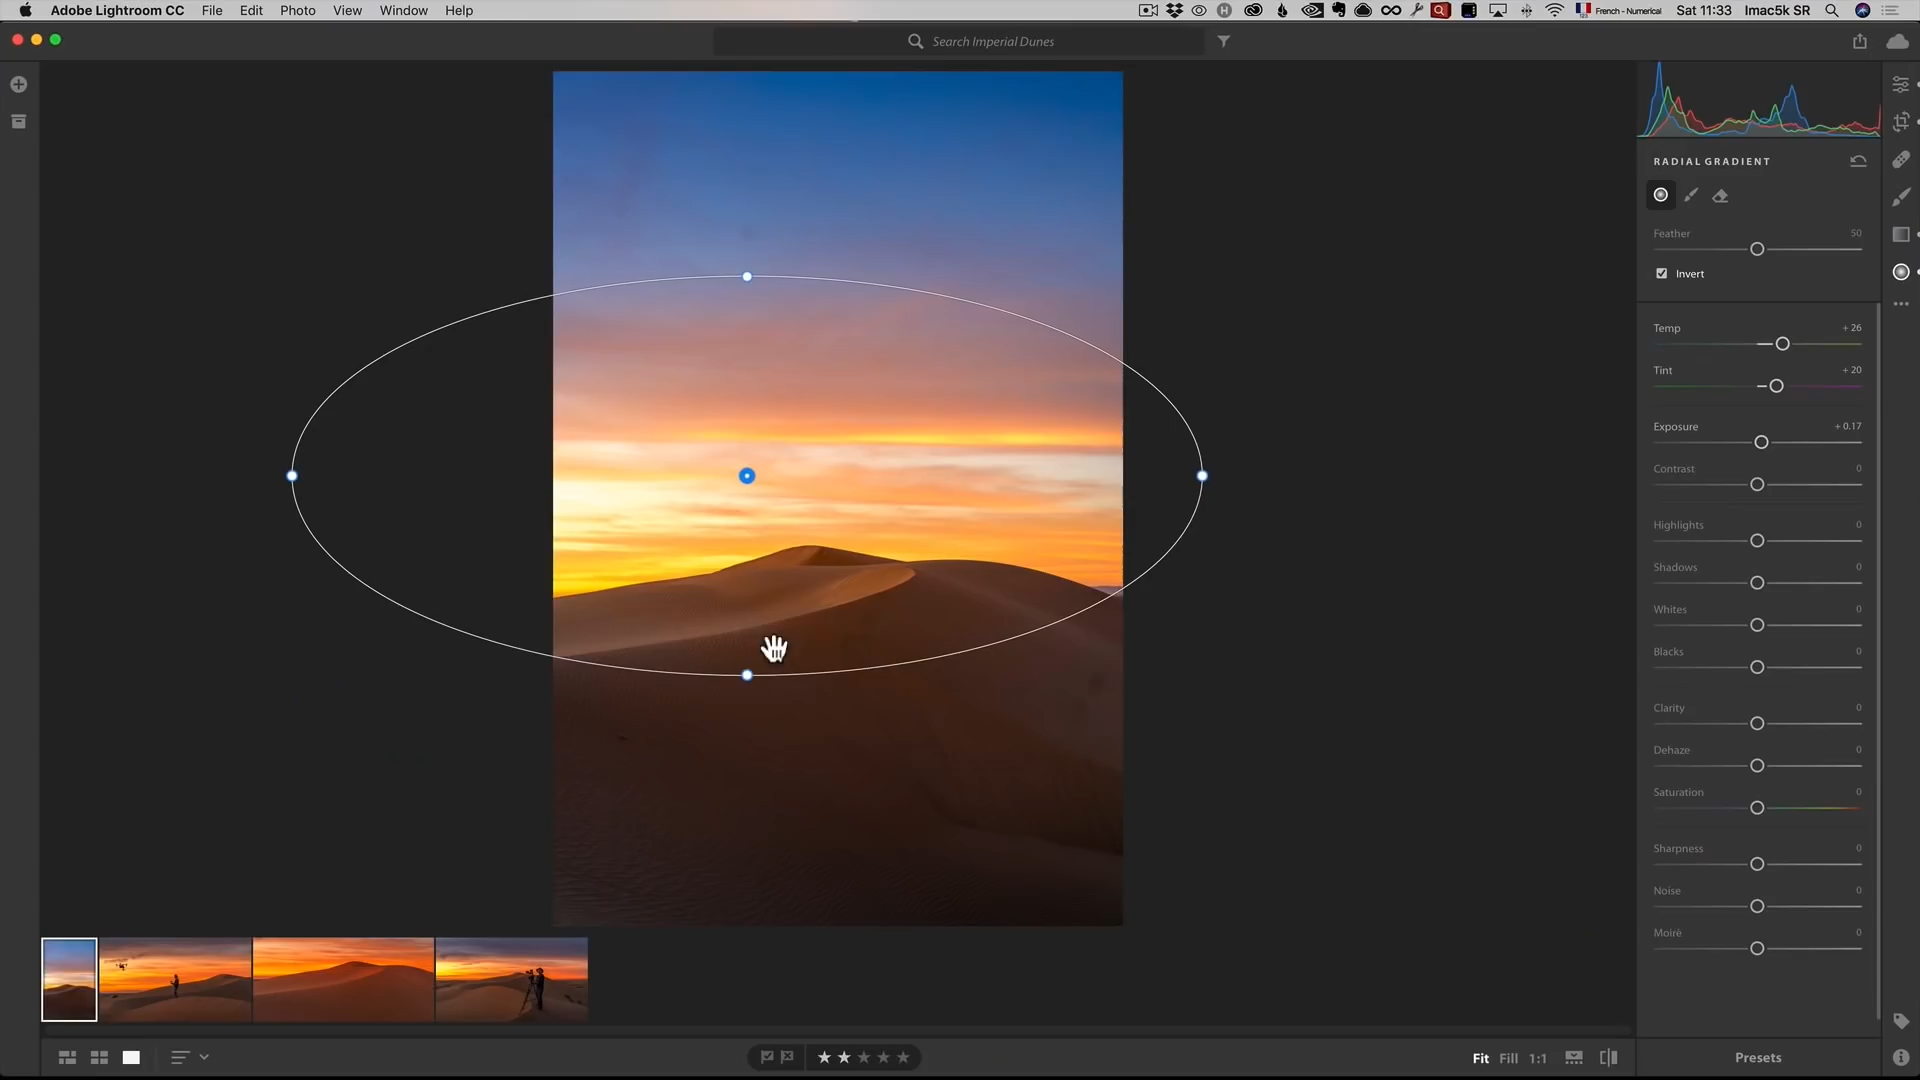 Adobe Lightroom CC File Edit Photo View Window Help French - Numerical Sat 11:33 Imac5k SR
Search Imperial Dunes
RADIAL GRADIENT
Feather 50
Invert
Temp + 26
Tint + 20
Exposure + 0.17
Contrast 0
Highlights 0
Shadows 0
Whites 0
Blacks 0
Clarity 0
Dehaze 0
Saturation 0
Sharpness 0
Noise 0
Moiré 0
Fit Fill 1:1 Presets